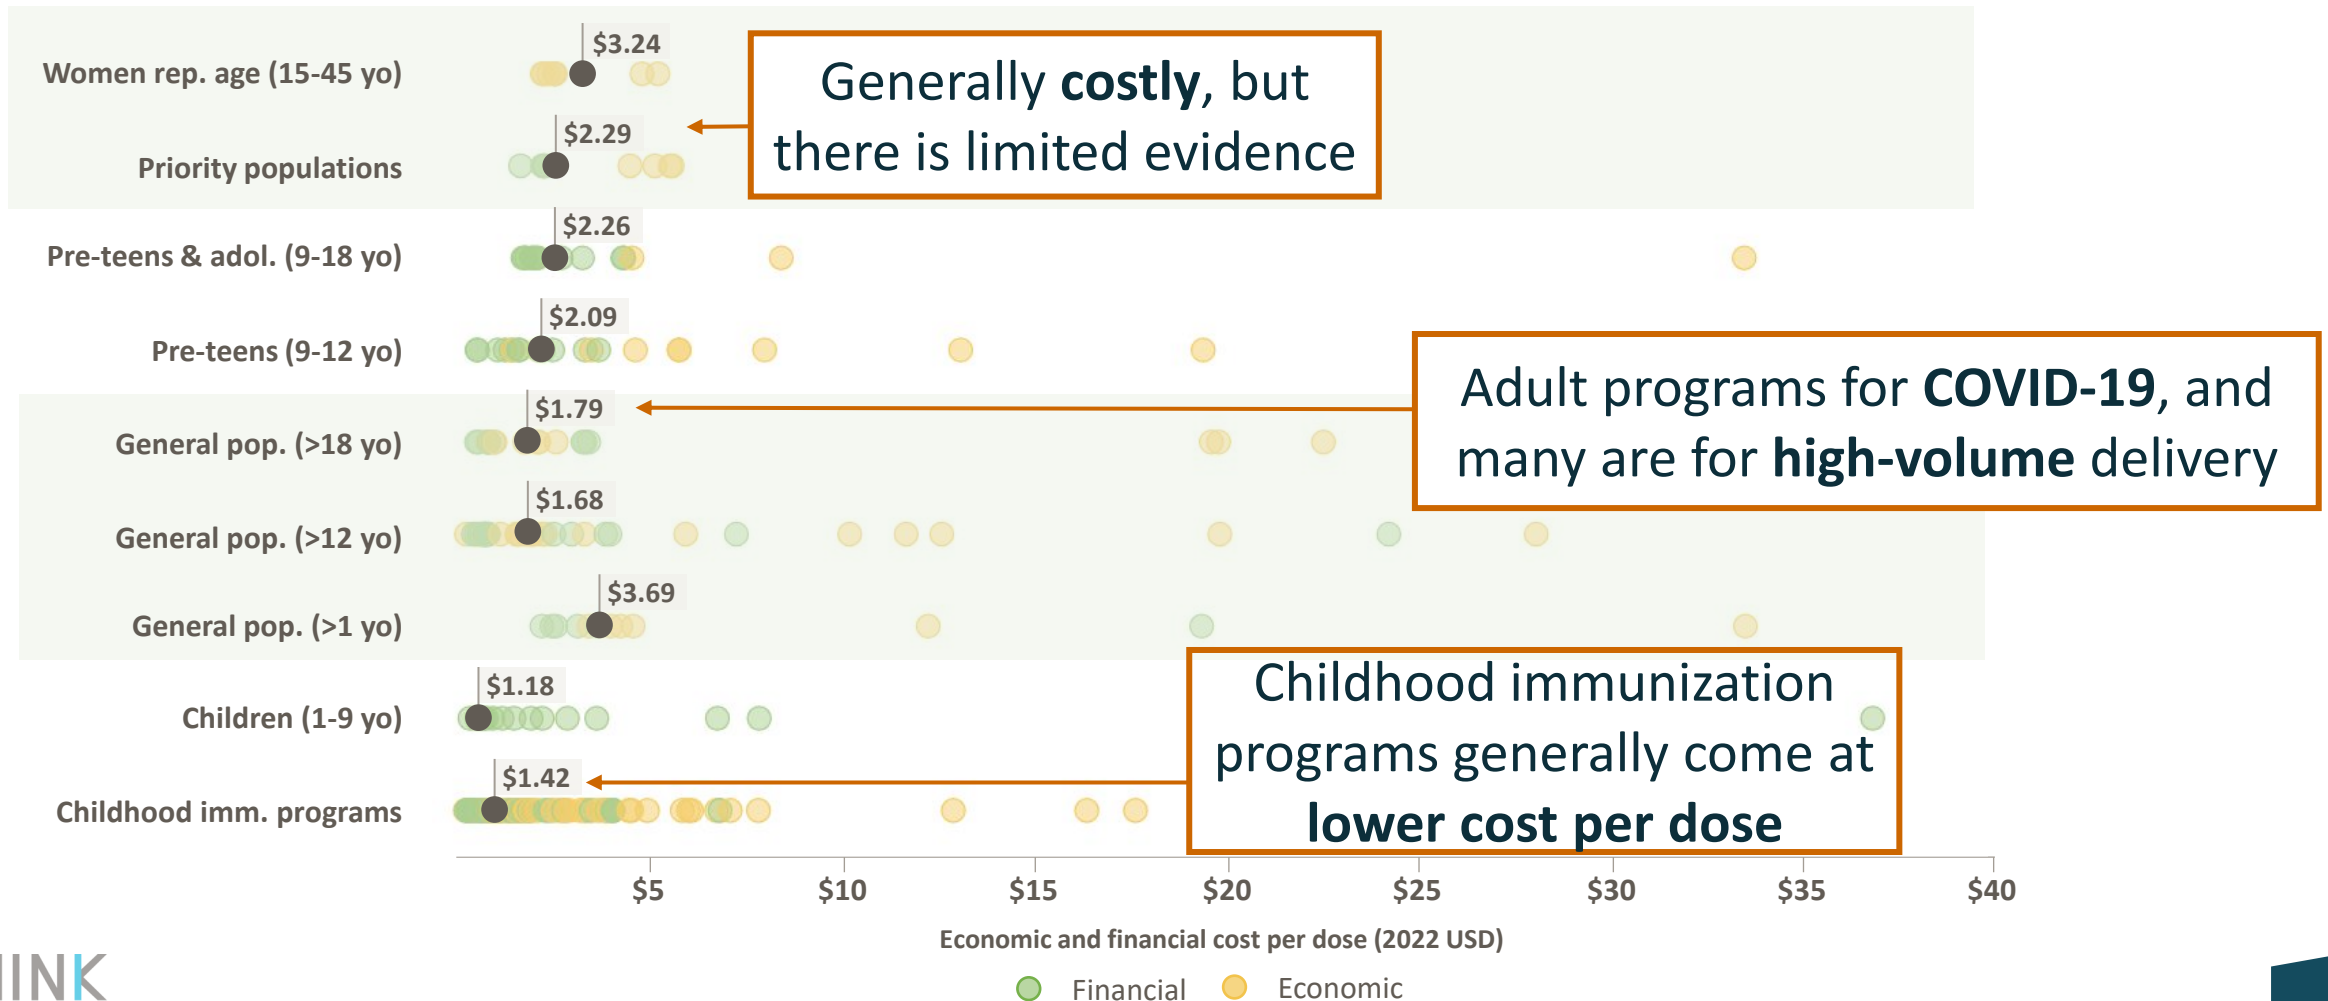 $3.24
Women rep. age (15-45 yo)
$2.29
Priority populations
Generally costly, but
there is limited evidence
$2.26
Pre-teens & adol. (9-18 yo)
$2.09
Pre-teens (9-12 yo)
$1.79
General pop. (>18 yo)
Adult programs for COVID-19, and
many are for high-volume delivery
$1.68
General pop. (>12 yo)
$3.69
General pop. (>1 yo)
$1.18
Children (1-9 yo)
$1.42
Childhood imm. programs
Childhood immunization
programs generally come at
lower cost per dose
$5 $10 $15 $20 $25 $30 $35 $40
Economic and financial cost per dose (2022 USD)
Financial Economic
INK